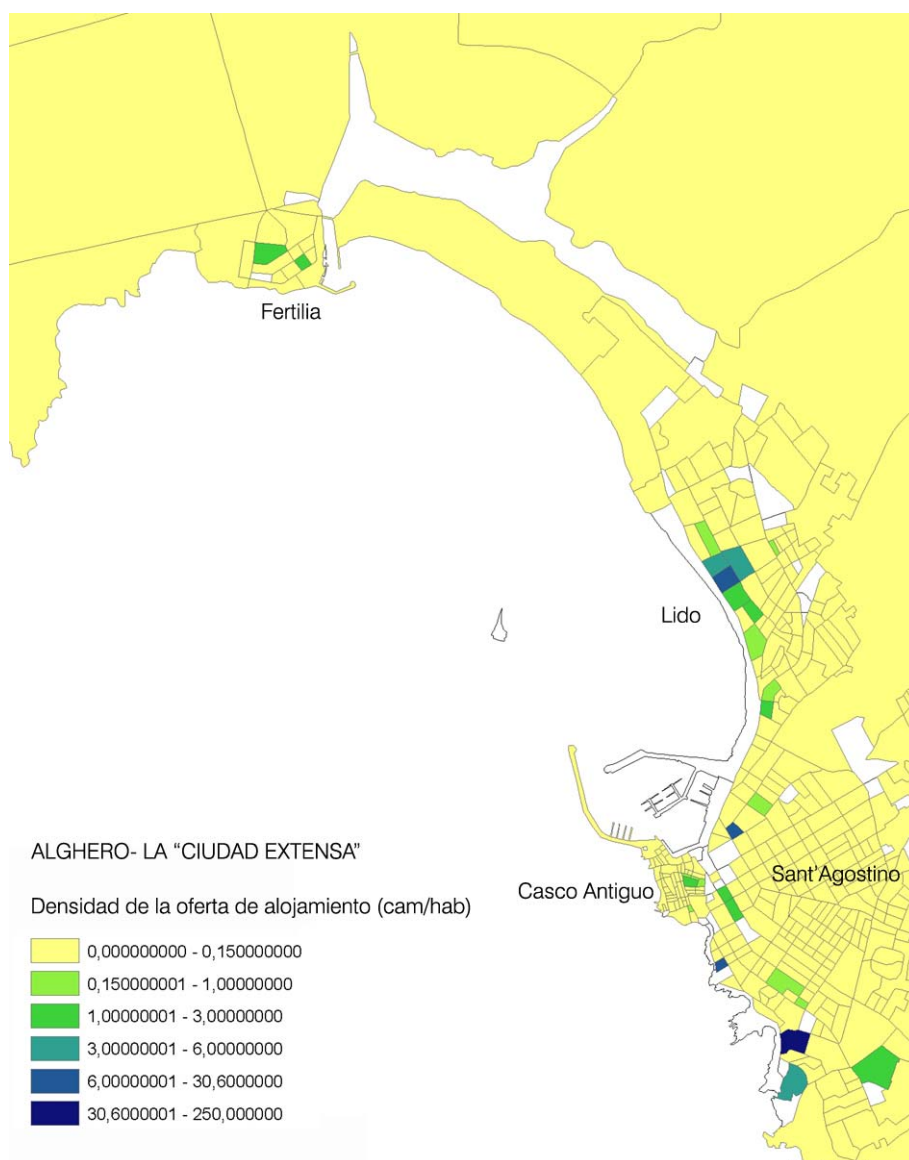 Fertilia
Lido
Sant'Agostino
Casco Antiguo
ALGHERO- LA “CIUDAD EXTENSA”
Densidad de la oferta de alojamiento (cam/hab)
0,000000000 - 0,150000000
0,150000001 - 1,00000000
1,00000001 - 3,00000000
3,00000001 - 6,00000000
6,00000001 - 30,6000000
30,6000001 - 250,000000